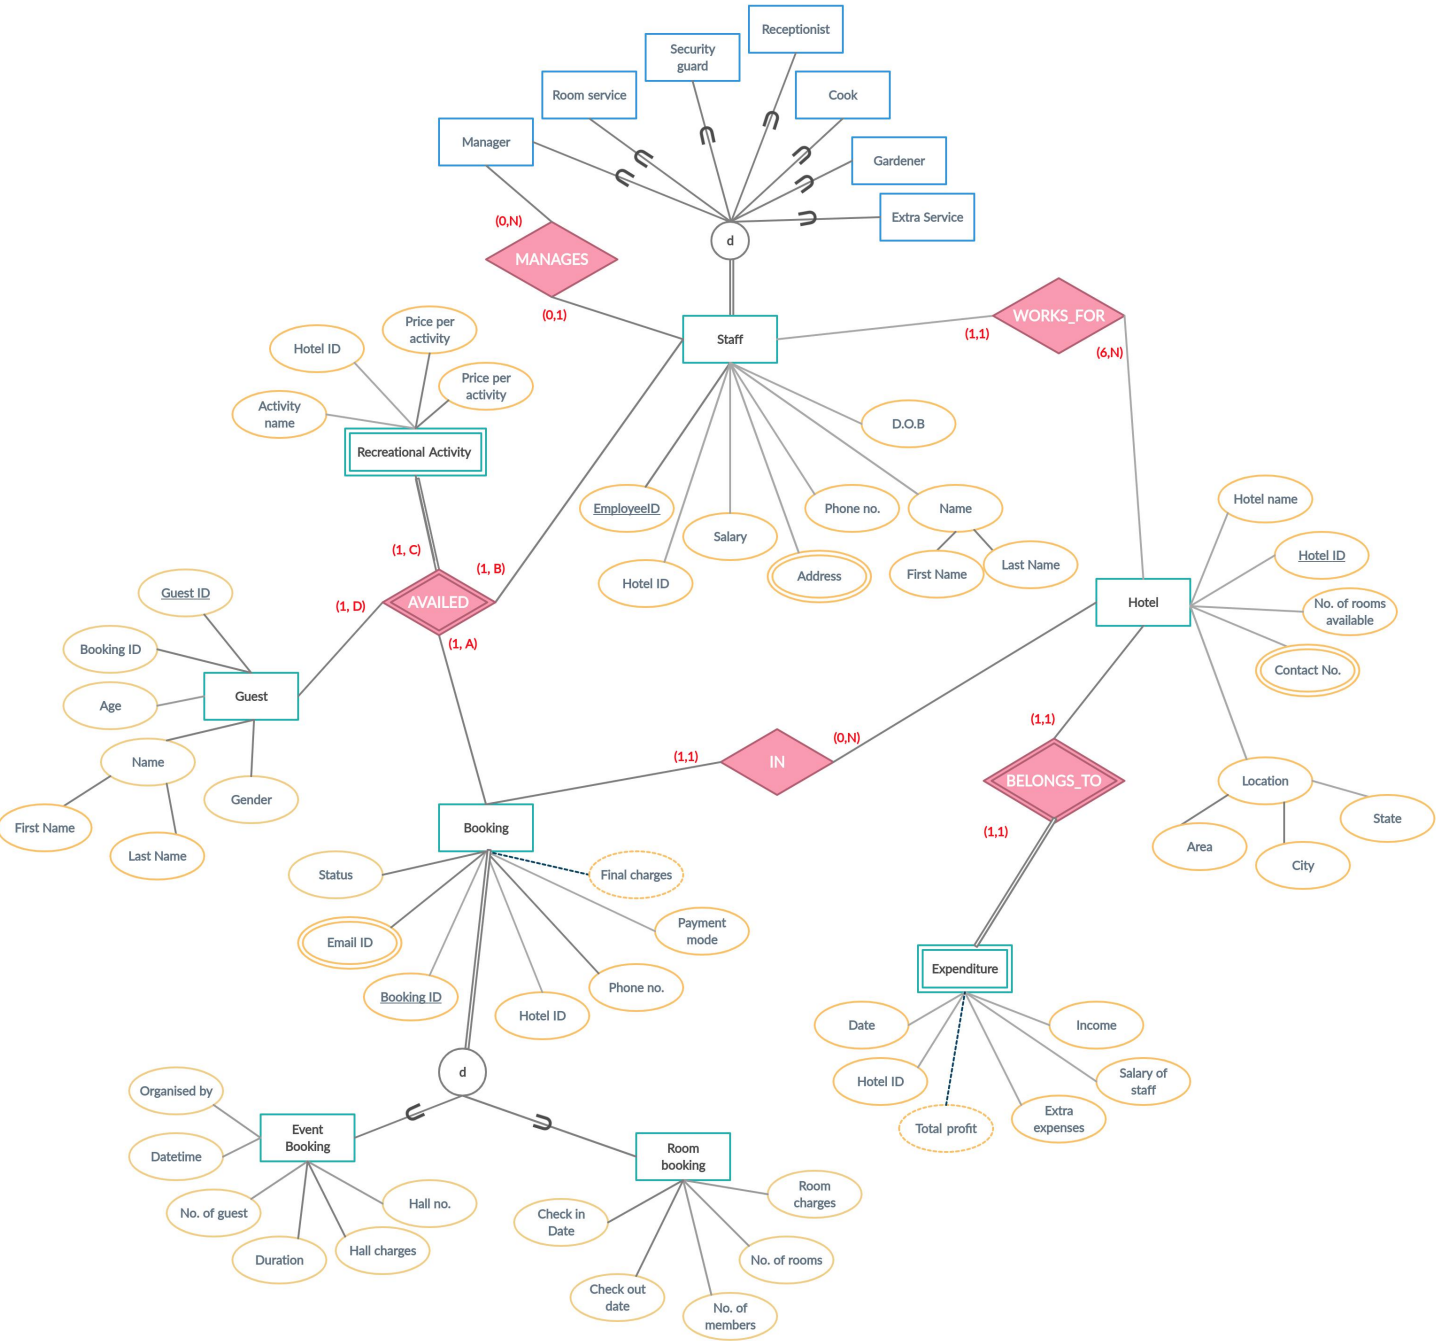 Receptionist
Security
guard
Room service
Cook
Manager
Gardener
Extra Service
(0,N)
d
MANAGES
(0,1)
WORKS_FOR
(1,1)
(6,N)
Staff
Price per
activity
Hotel ID
Price per
activity
Activity
name
Recreational Activity
D.O.B
EmployeeID
Phone no.
Name
Salary
Hotel ID
Address
First Name
Last Name
Hotel name
Hotel ID
No. of rooms
available
Contact No.
Hotel
(1, C)
(1, B)
Guest ID
(1, D)
AVAILED
(1, A)
Booking ID
Guest
Age
Name
Gender
First Name
Last Name
(1,1)
IN
(0,N)
(1,1)
BELONGS_TO
(1,1)
Location
State
Area
City
Booking
Status
Final charges
Email ID
Payment
mode
Booking ID
Phone no.
Hotel ID
Expenditure
Date
Income
Hotel ID
Salary of
staff
Extra
expenses
Total profit
d
Organised by
Event
Booking
Datetime
No. of guest
Hall no.
Duration
Hall charges
Room
booking
Room
charges
Check in
Date
No. of rooms
Check out
date
No. of
members